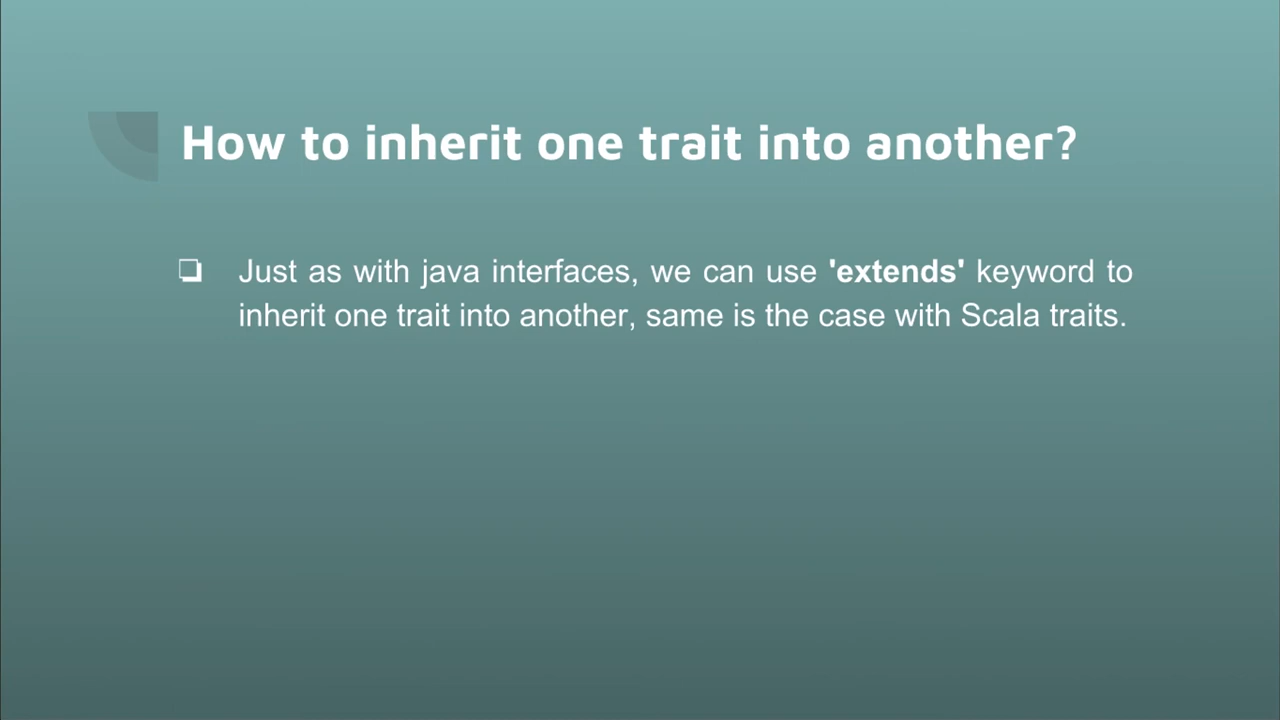 How to inherit one trait into another?
❏ Just as with java interfaces, we can use 'extends' keyword to
inherit one trait into another, same is the case with Scala traits.